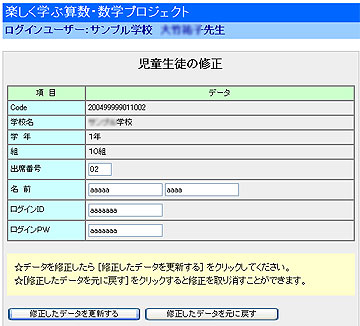 楽しく学ぶ算数・数学プロジェクト
ログインユーザー：サンプル学校 先生
児童生徒の修正
項 目 データ
Code 200499999011002
学校名 学校
学 年 1年
組 10組
出席番号 02
名 前 aaaaa aaaa
ログインID aaaaaaa
ログインPW aaaaaaa
☆データを修正したら [修正したデータを更新する] をクリックしてください。
☆[修正したデータを元に戻す] をクリックすると修正を取り消すことができます。
修正したデータを更新する 修正したデータを元に戻す